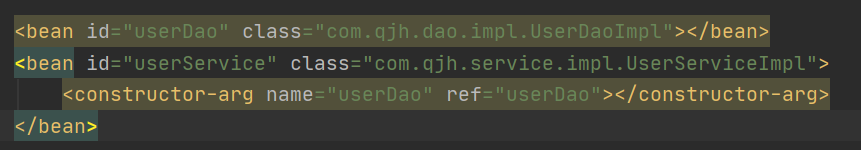 <bean id="userDao" class="com.qjh.dao.impl.UserDaoImpl"></bean>
<bean id="userService" class="com.qjh.service.impl.UserServiceImpl">
    <constructor-arg name="userDao" ref="userDao"></constructor-arg>
</bean>